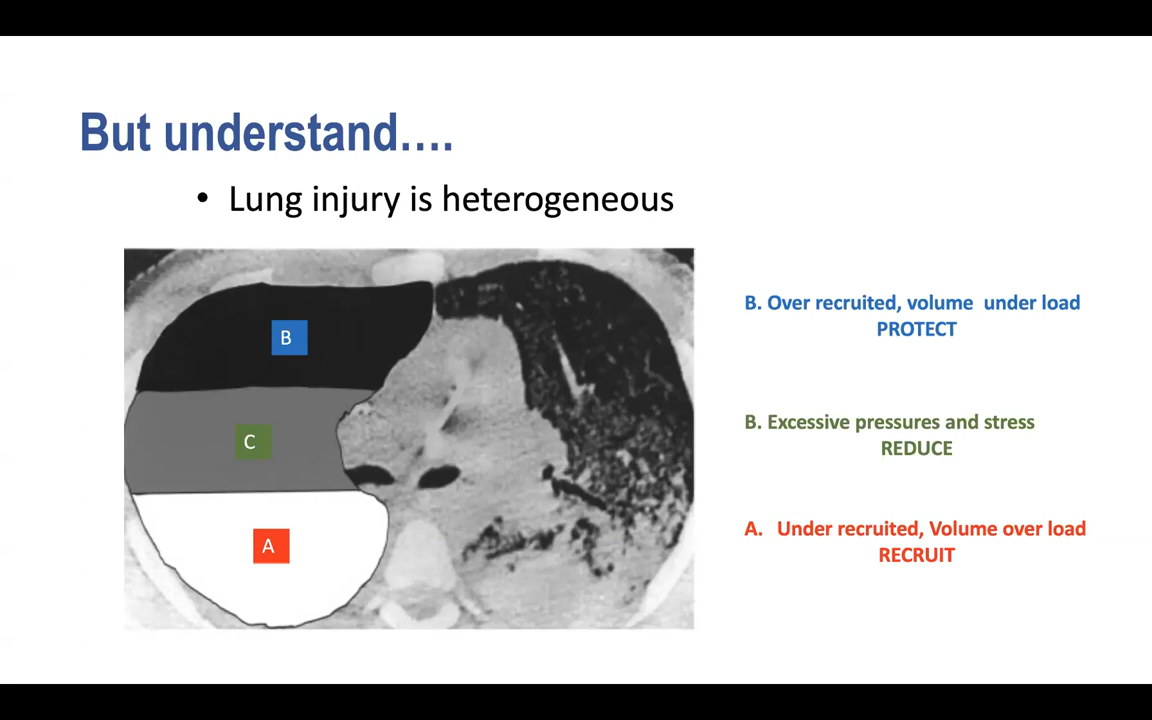 But understand….
• Lung injury is heterogeneous
B
C
A
B. Over recruited, volume under load
PROTECT
B. Excessive pressures and stress
REDUCE
A. Under recruited, Volume over load
RECRUIT